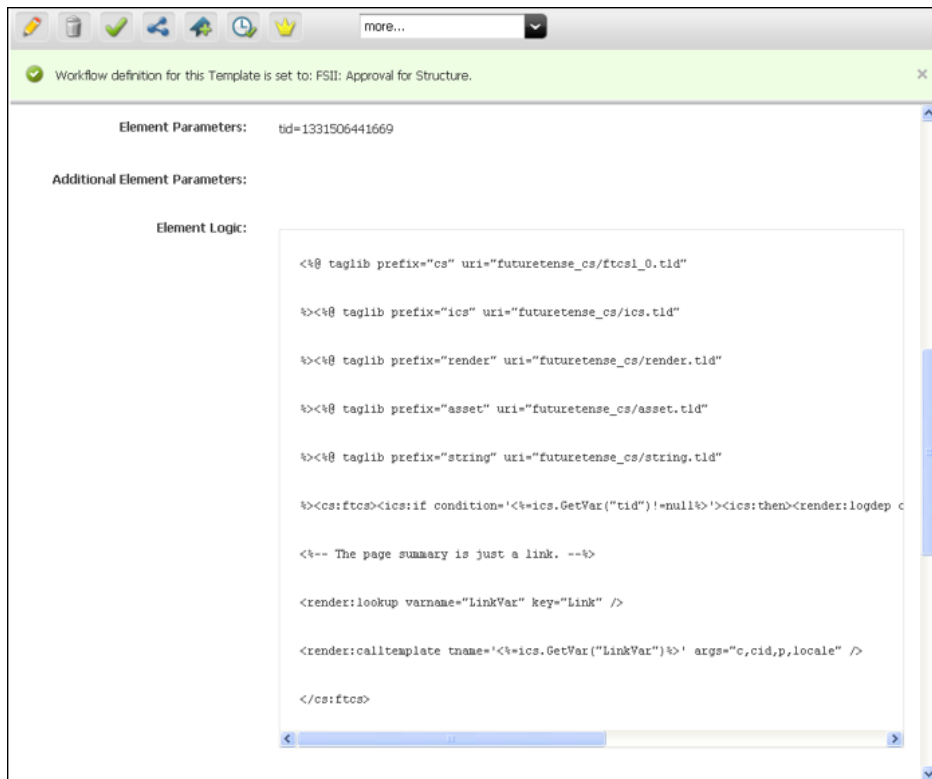 more...
Workflow definition for this Template is set to: FSII: Approval for Structure.
Element Parameters: tid=1331506441669
Additional Element Parameters:
Element Logic:
<%@ taglib prefix="cs" uri="futuretense_cs/ftcs1_0.tld"
%><%@ taglib prefix="ics" uri="futuretense_cs/ics.tld"
%><%@ taglib prefix="render" uri="futuretense_cs/render.tld"
%><%@ taglib prefix="asset" uri="futuretense_cs/asset.tld"
%><%@ taglib prefix="string" uri="futuretense_cs/string.tld"
%><cs:ftcs><ics:if condition='<%=ics.GetVar("tid")!=null%>'><ics:then><render:logdep c
<%-- The page summary is just a link. --%>
<render:lookup varname="LinkVar" key="Link" />
<render:calltemplate tname='<%=ics.GetVar("LinkVar")%>' args="c,cid,p,locale" />
</cs:ftcs>